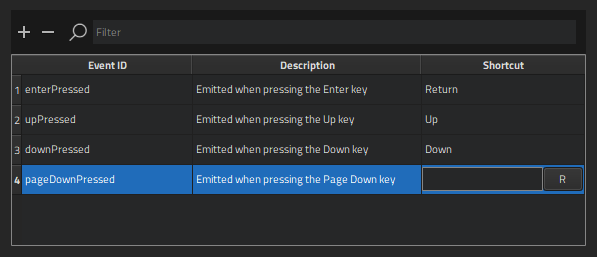 Filter
Event ID Description Shortcut
1 enterPressed Emitted when pressing the Enter key Return
2 upPressed Emitted when pressing the Up key Up
3 downPressed Emitted when pressing the Down key Down
4 pageDownPressed Emitted when pressing the Page Down key R